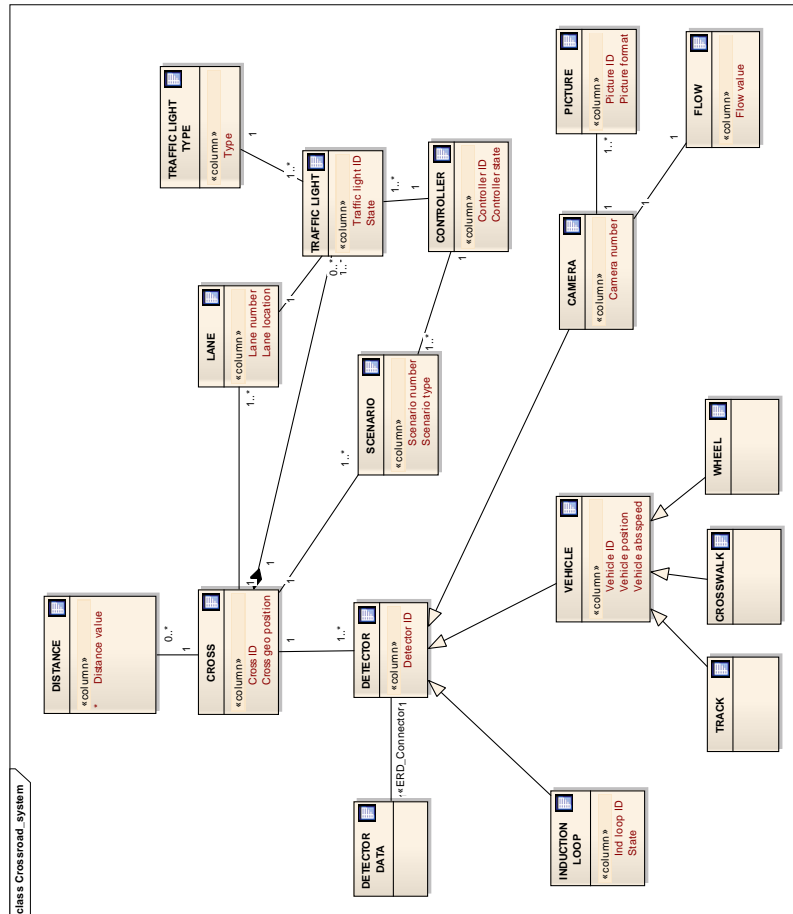 class Crossroad_system
DISTANCE
«column»
* Distance value
0..*
1
CROSS
«column»
Cross ID
Cross geo position
1
1
1
1
1..*
LANE
«column»
Lane number
Lane location
1
TRAFFIC LIGHT
TYPE
«column»
Type
1
1..*
TRAFFIC LIGHT
«column»
Traffic light ID
State
0..*
1..*
1..*
1
CONTROLLER
«column»
Controller ID
Controller state
1
1..*
SCENARIO
«column»
Scenario number
Scenario type
1..*
1..*
DETECTOR
«column»
Detector ID
«ERD_Connector
1
DETECTOR
DATA
INDUCTION
LOOP
«column»
Ind loop ID
State
VEHICLE
«column»
Vehicle ID
Vehicle position
Vehicle abs speed
CAMERA
«column»
Camera number
1
1..*
1
1
PICTURE
«column»
Picture ID
Picture format
FLOW
«column»
Flow value
TRACK
CROSSWALK
WHEEL